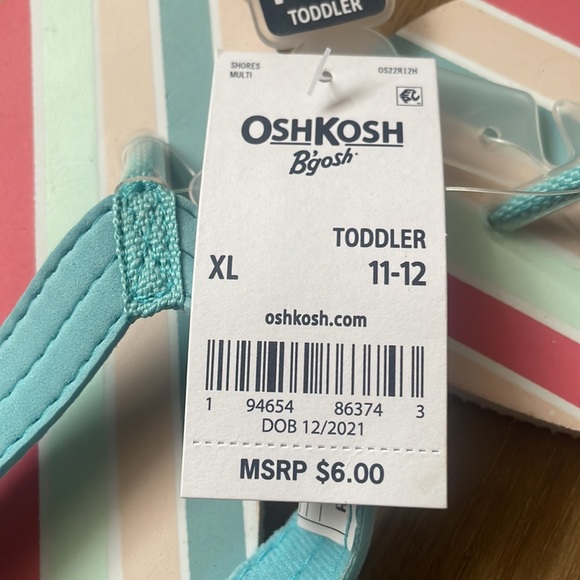 TODDLER
SHORES
MULTI
OS22R12H
OSHKOSH
B'gosh
TODDLER
XL 11-12
oshkosh.com
1 94654 86374 3
DOB 12/2021
MSRP $6.00